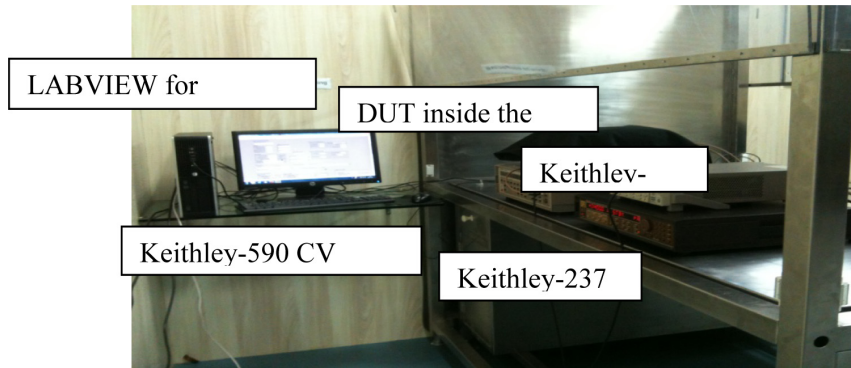 LABVIEW for
DUT inside the
Keithley-
Keithley-590 CV
Keithley-237